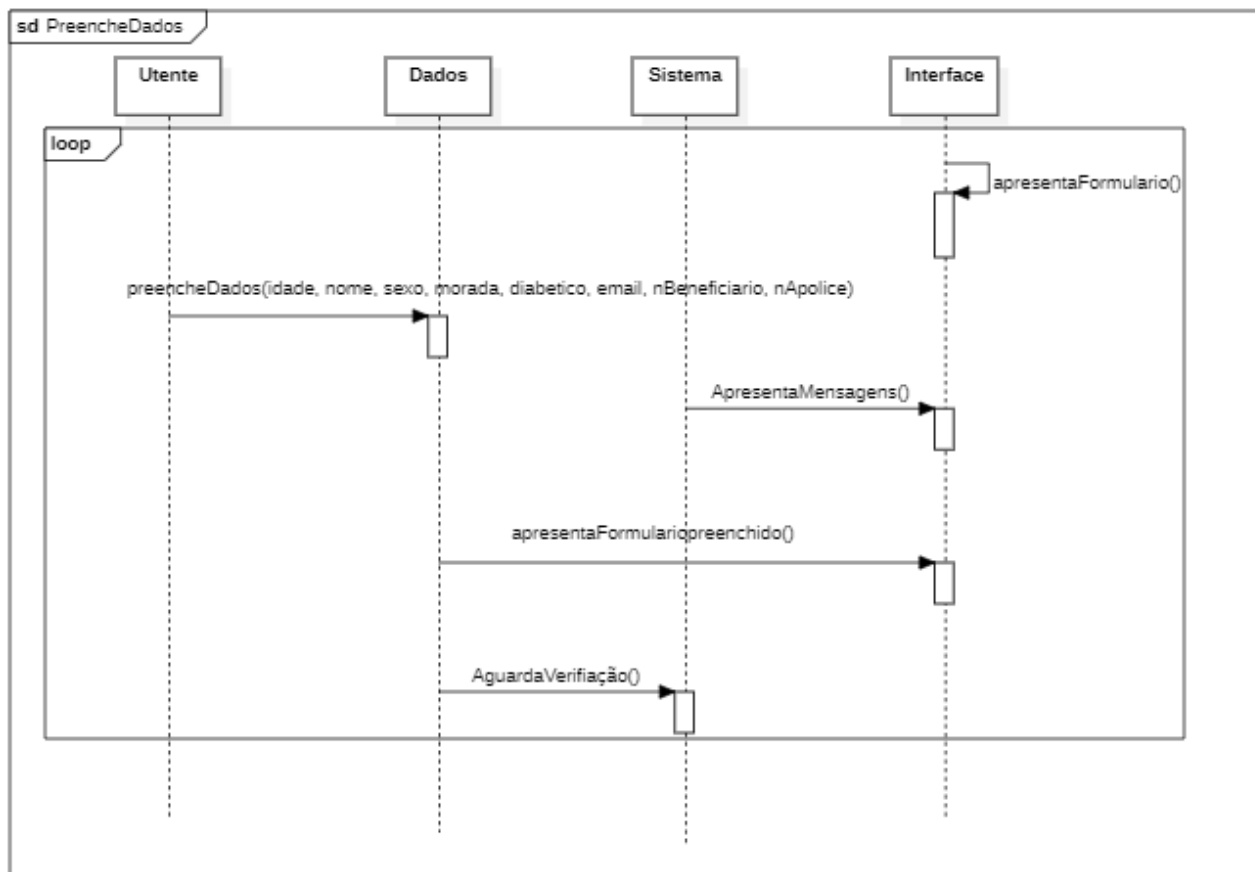 sd PreencheDados
Utente
Dados
Sistema
Interface
loop
apresentaFormulario()
preencheDados(idade, nome, sexo, morada, diabetico, email, nBeneficiario, nApolice)
ApresentaMensagens()
apresentaFormulariopreenchido()
AguardaVerifiação()